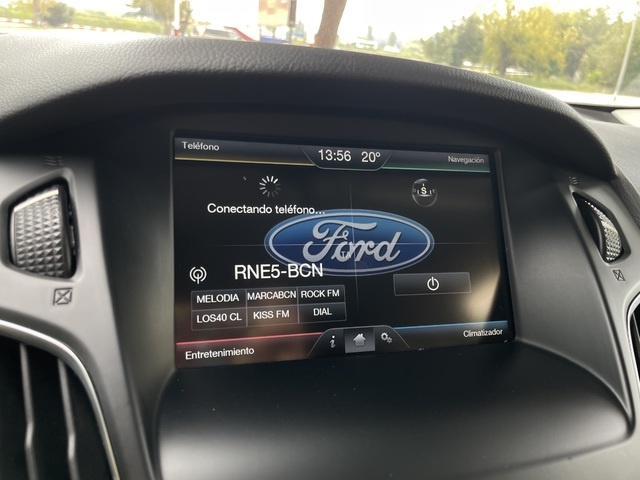 Teléfono
13:56 20°
Navegación
S
Conectando teléfono...
Ford
RNE5-BCN
MELODIA MARCABCN ROCK FM
LOS40 CL KISS FM DIAL
i
Entretenimiento
Climatizador